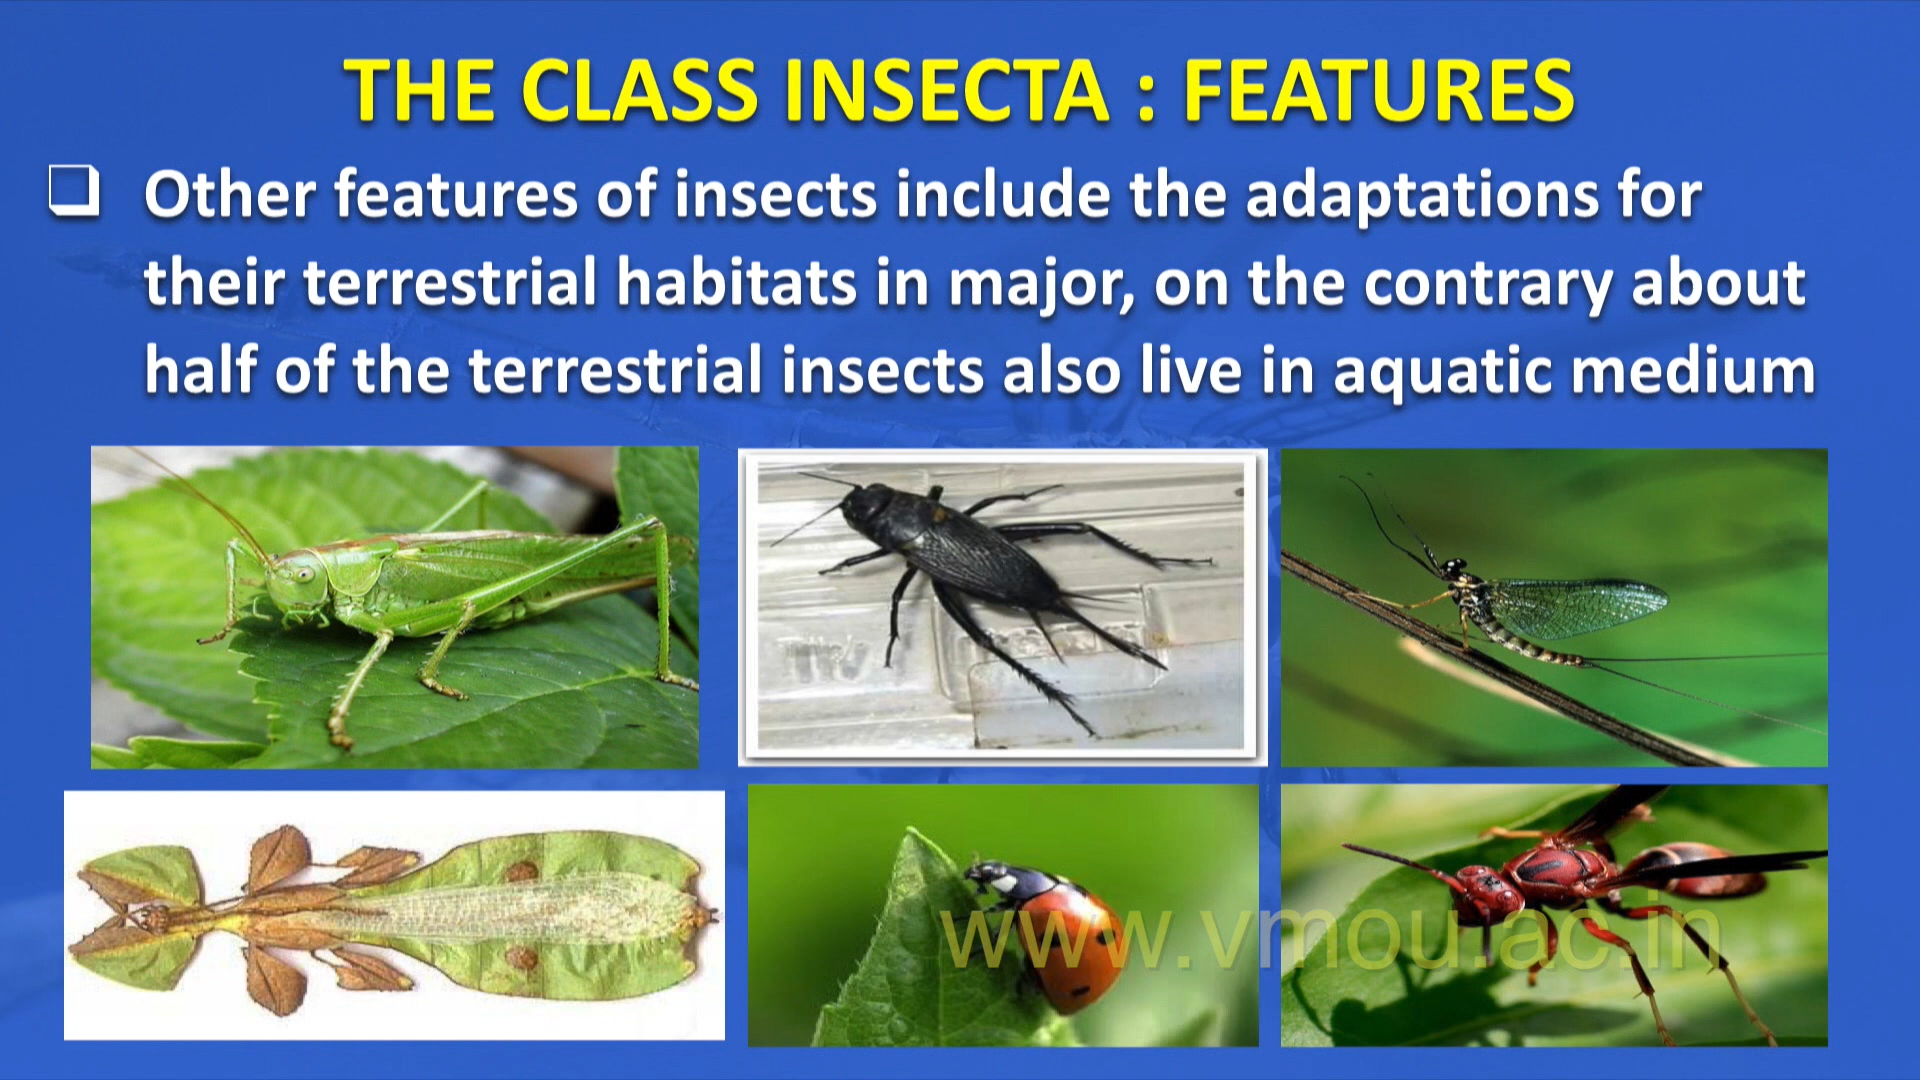 THE CLASS INSECTA : FEATURES
❑ Other features of insects include the adaptations for
their terrestrial habitats in major, on the contrary about
half of the terrestrial insects also live in aquatic medium
www.vmou.ac.in